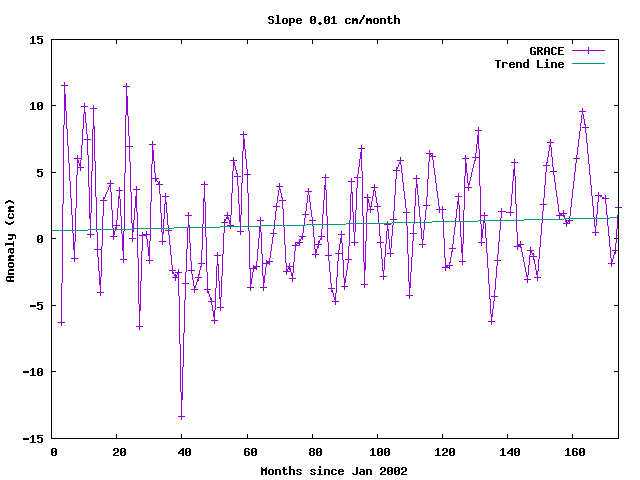 Slope 0.01 cm/month
GRACE
Trend Line
15
10
5
0
-5
-10
-15
Anomaly (cm)
0 20 40 60 80 100 120 140 160
Months since Jan 2002